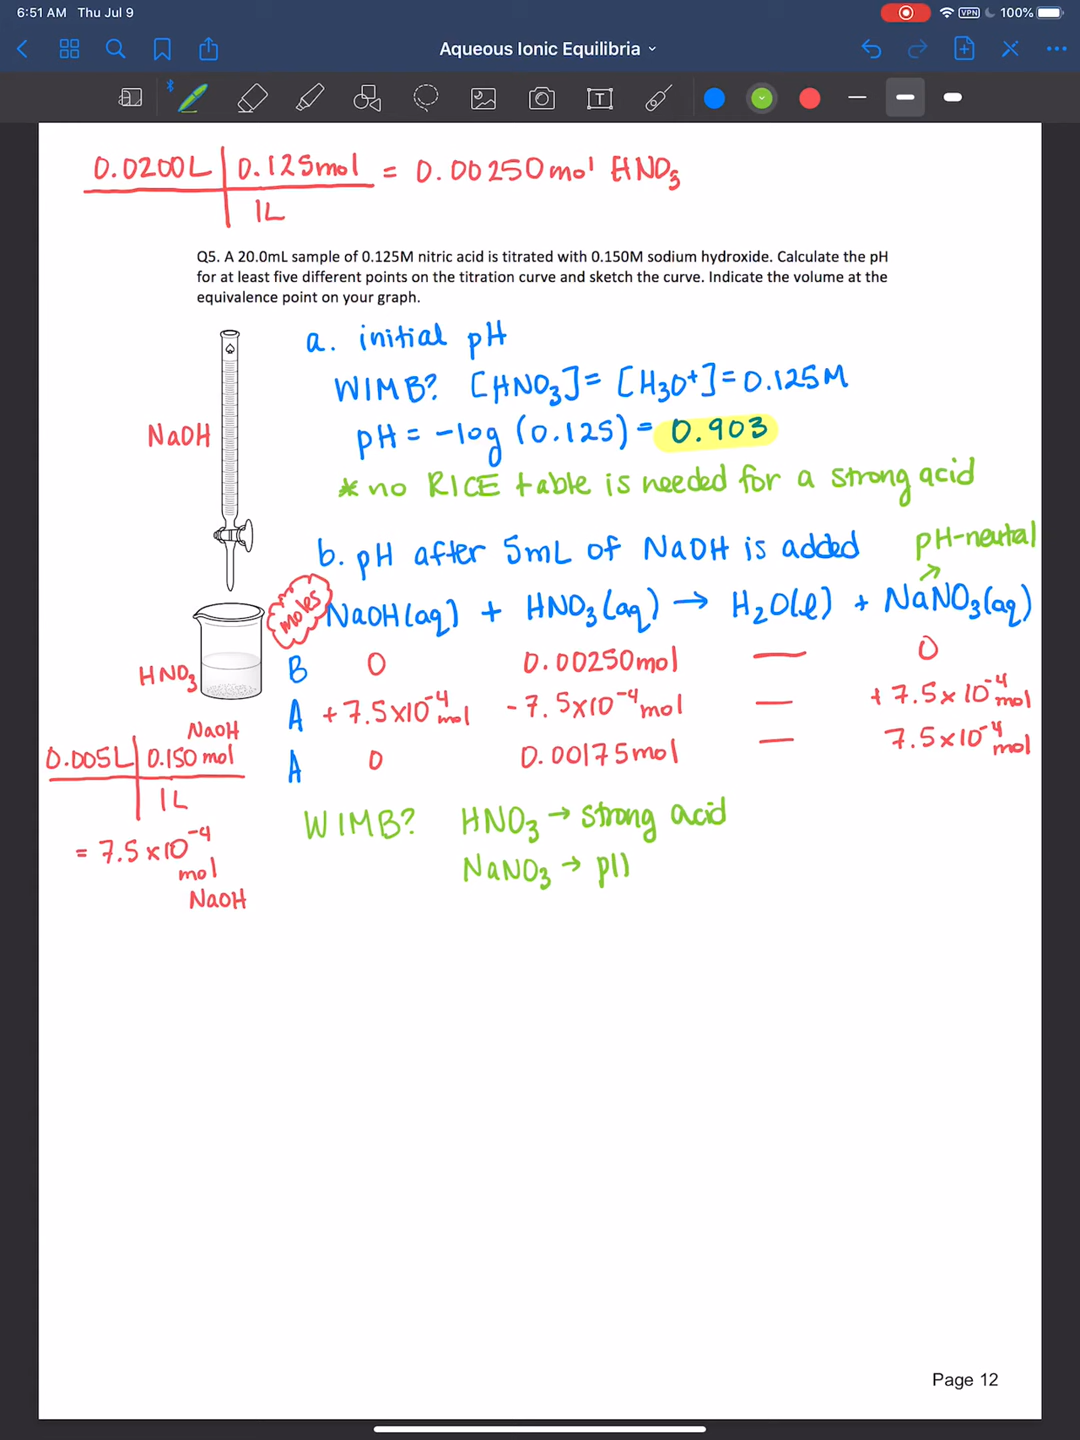 6:51 AM Thu Jul 9
VPN 100%
Aqueous Ionic Equilibria
T
0.0200L | 0.125mol = 0.00250mol HNO₃
1L
Q5. A 20.0mL sample of 0.125M nitric acid is titrated with 0.150M sodium hydroxide. Calculate the pH
for at least five different points on the titration curve and sketch the curve. Indicate the volume at the
equivalence point on your graph.
a. initial pH
WIMB? [HNO₃]= [H₃O⁺]=0.125M
NaOH
pH = -log (0.125) = 0.903
* no RICE table is needed for a strong acid
b. pH after 5mL of NaOH is added
pH-neutral
moles
NaOH(aq) + HNO₃(aq) → H₂O(l) + NaNO₃(aq)
HNO₃
B 0 0.00250mol — 0
A +7.5x10⁻⁴ mol -7.5x10⁻⁴ mol — +7.5x10⁻⁴ mol
A 0 0.00175mol — 7.5x10⁻⁴ mol
NaOH
0.005L | 0.150 mol
1L
= 7.5x10⁻⁴
mol
NaOH
WIMB? HNO₃ → strong acid
NaNO₃ →
Page 12